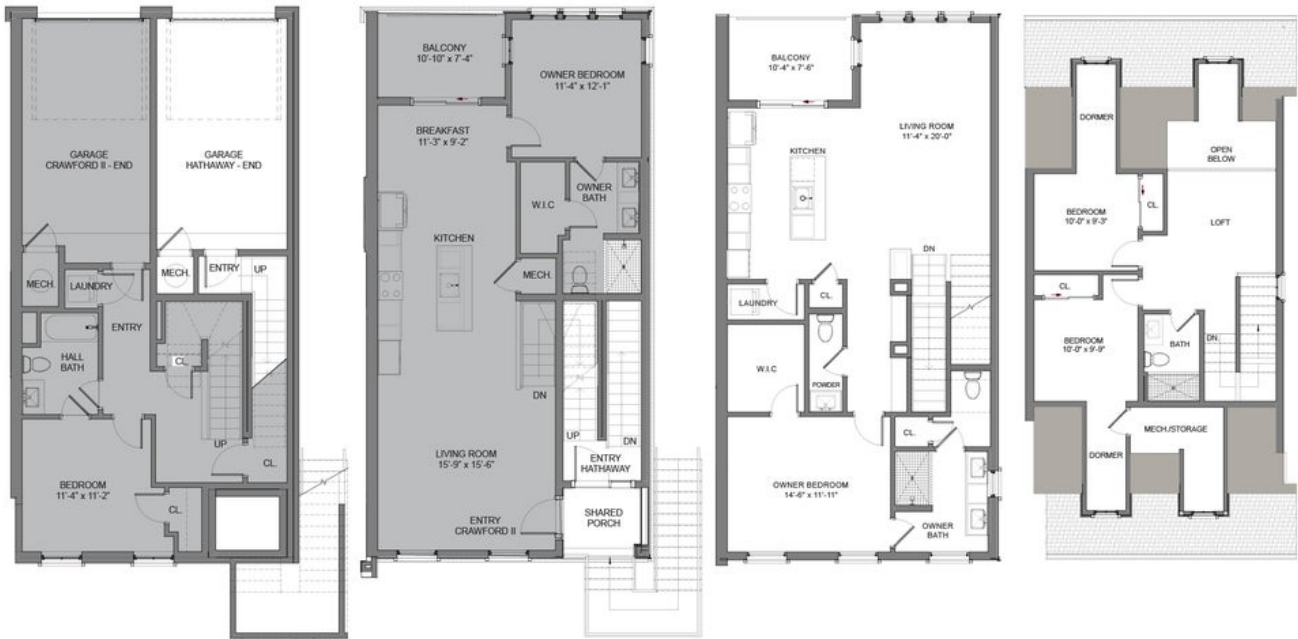 GARAGE
CRAWFORD II - END
GARAGE
HATHAWAY - END
MECH.
LAUNDRY
MECH.
ENTRY
UP
ENTRY
HALL
BATH
CL.
UP
CL.
BEDROOM
11'-4" x 11'-2"
CL.
BALCONY
10'-10" x 7'-4"
OWNER BEDROOM
11'-4" x 12'-1"
BREAKFAST
11'-3" x 9'-2"
OWNER
BATH
W.I.C
KITCHEN
MECH.
DN
UP
DN
LIVING ROOM
15'-9" x 15'-6"
ENTRY
HATHAWAY
ENTRY
CRAWFORD II
SHARED
PORCH
BALCONY
10'-4" x 7'-6"
LIVING ROOM
11'-4" x 20'-0"
KITCHEN
DN
LAUNDRY
CL.
W.I.C
POWDER
CL.
OWNER BEDROOM
14'-6" x 11'-11"
OWNER
BATH
DORMER
OPEN
BELOW
BEDROOM
10'-0" x 9'-3"
CL.
LOFT
CL.
BEDROOM
10'-0" x 9'-9"
BATH
DN
MECH./STORAGE
DORMER